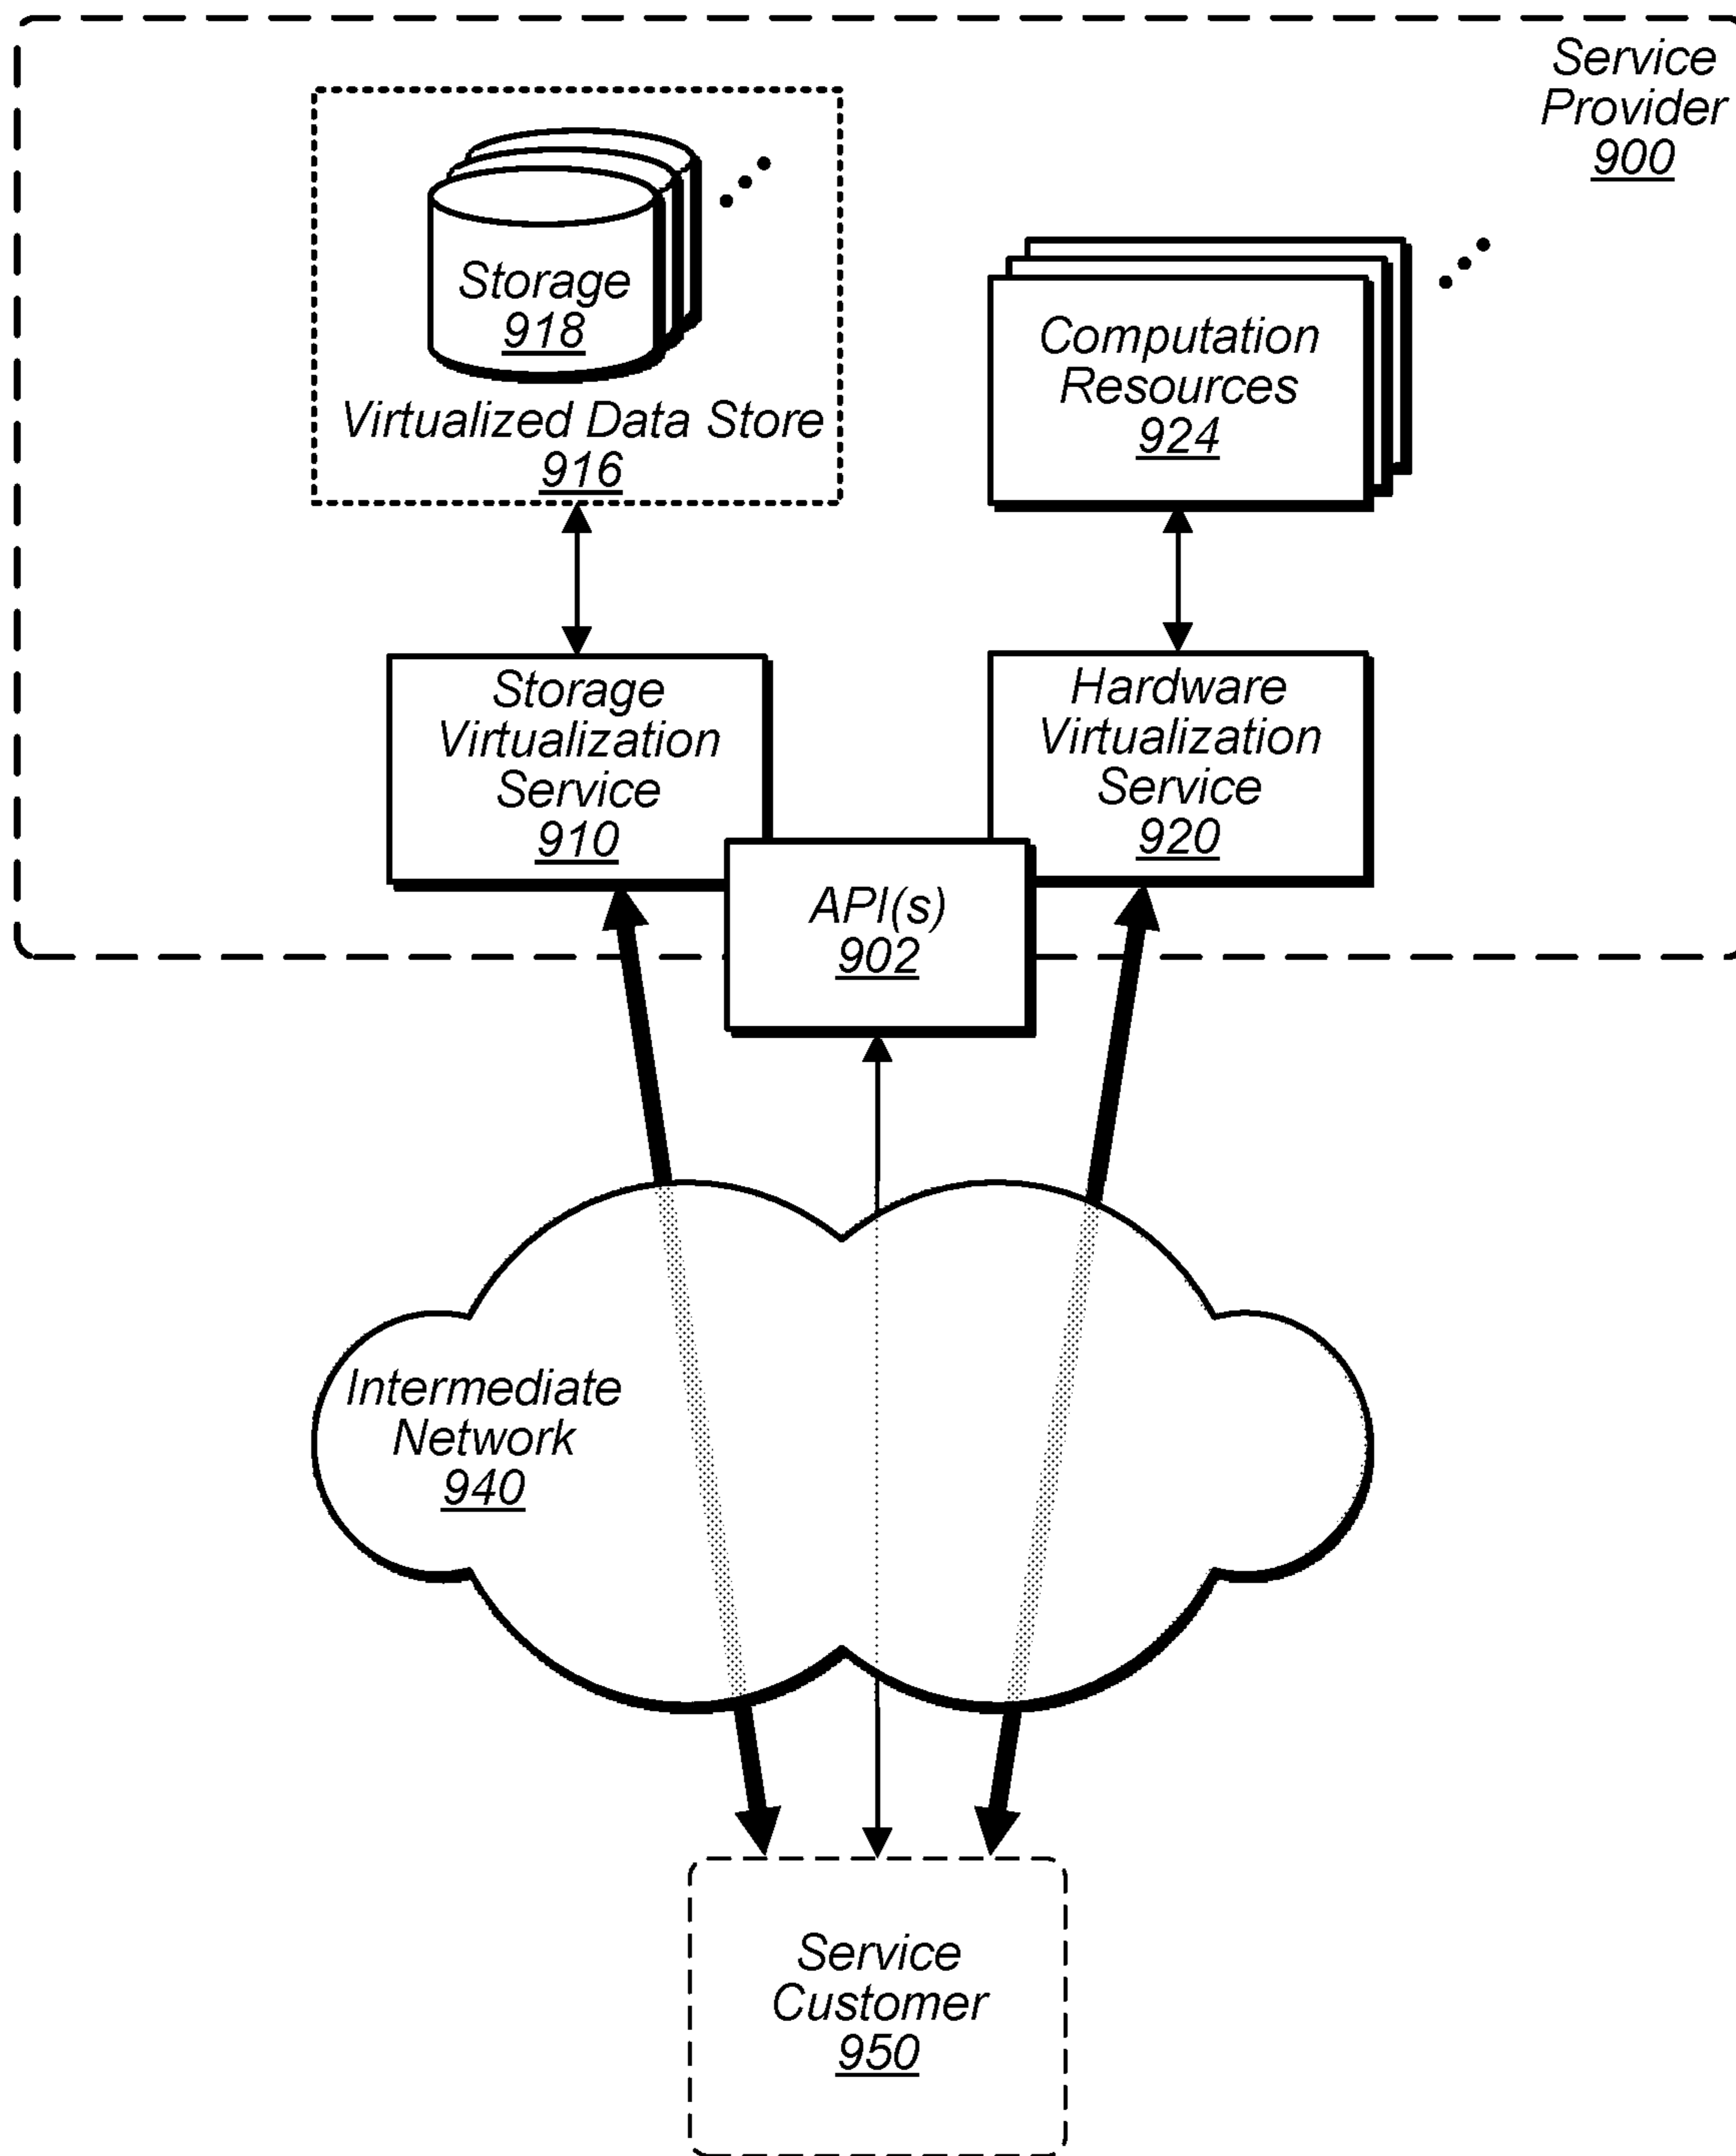 Service
Provider
900
Storage
918
Virtualized Data Store
916
Computation
Resources
924
Storage
Virtualization
Service
910
Hardware
Virtualization
Service
920
API(s)
902
Intermediate
Network
940
Service
Customer
950